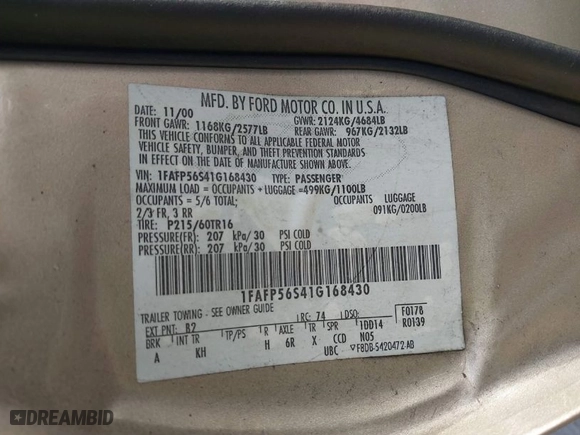 MFD. BY FORD MOTOR CO. IN U.S.A.
DATE: 11/00 GVWR: 2124KG/4684LB
FRONT GAWR: 1168KG/2577LB REAR GAWR: 967KG/2132LB
THIS VEHICLE CONFORMS TO ALL APPLICABLE FEDERAL MOTOR
VEHICLE SAFETY, BUMPER, AND THEFT PREVENTION STANDARDS
IN EFFECT ON THE DATE OF MANUFACTURE SHOWN ABOVE.
VIN: 1FAFP56S41G168430 TYPE: PASSENGER
MAXIMUM LOAD = OCCUPANTS + LUGGAGE = 499KG/1100LB
OCCUPANTS = 5/6 TOTAL OCCUPANTS LUGGAGE
2/3 FR, 3 RR 091KG/0200LB
TIRE: P215/60TR16
PRESSURE(FR): 207 kPa/ 30 PSI COLD
PRESSURE(RR): 207 kPa/ 30 PSI COLD
1FAFP56S41G168430
TRAILER TOWING - SEE OWNER GUIDE
EXT PNT: B2 RC: 74 DSO: F0178
BRK INT TR TP/PS R AXLE TR SPR 1DD14 R0139
A KH H 6R X CCD N05
UBC F8DB-5420472-AB
DREAMBID